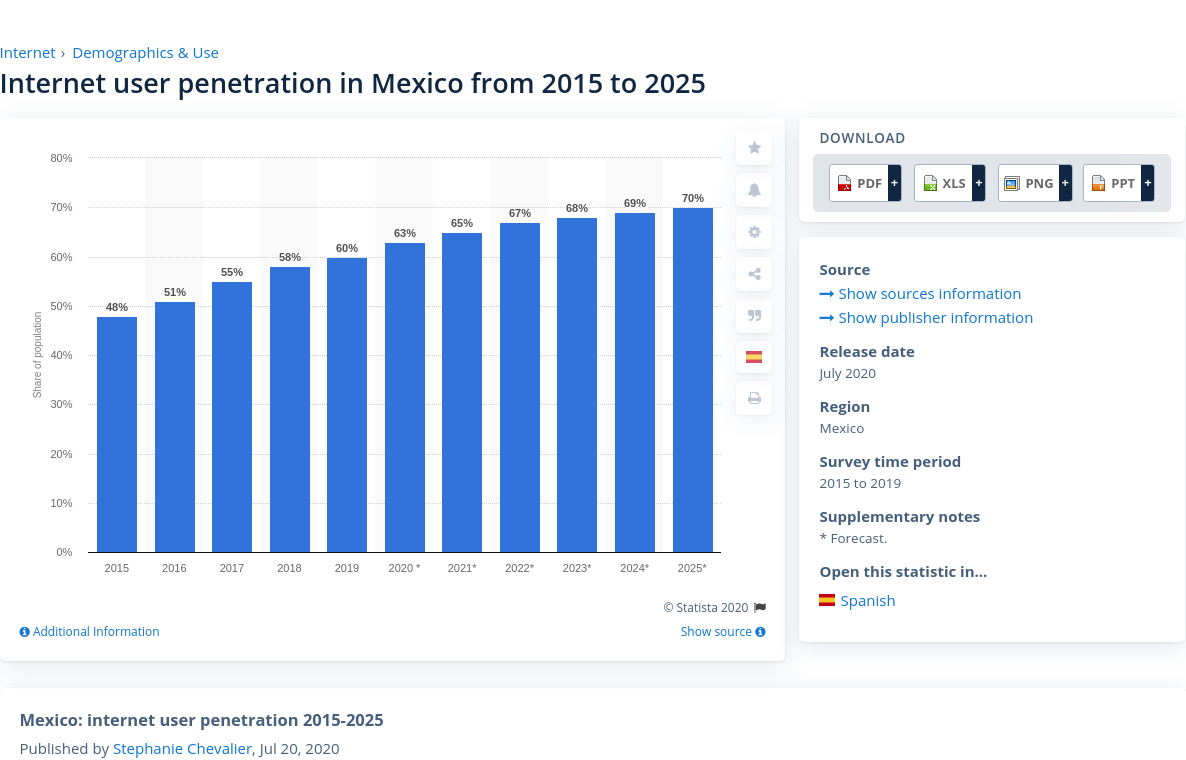 Internet › Demographics & Use
Internet user penetration in Mexico from 2015 to 2025
80%
70%
60%
50%
40%
30%
20%
10%
0%
Share of population
48%
51%
55%
58%
60%
63%
65%
67%
68%
69%
70%
2015
2016
2017
2018
2019
2020 *
2021*
2022*
2023*
2024*
2025*
© Statista 2020
Additional Information
Show source
DOWNLOAD
PDF +
XLS +
PNG +
PPT +
Source
Show sources information
Show publisher information
Release date
July 2020
Region
Mexico
Survey time period
2015 to 2019
Supplementary notes
* Forecast.
Open this statistic in...
Spanish
Mexico: internet user penetration 2015-2025
Published by Stephanie Chevalier, Jul 20, 2020